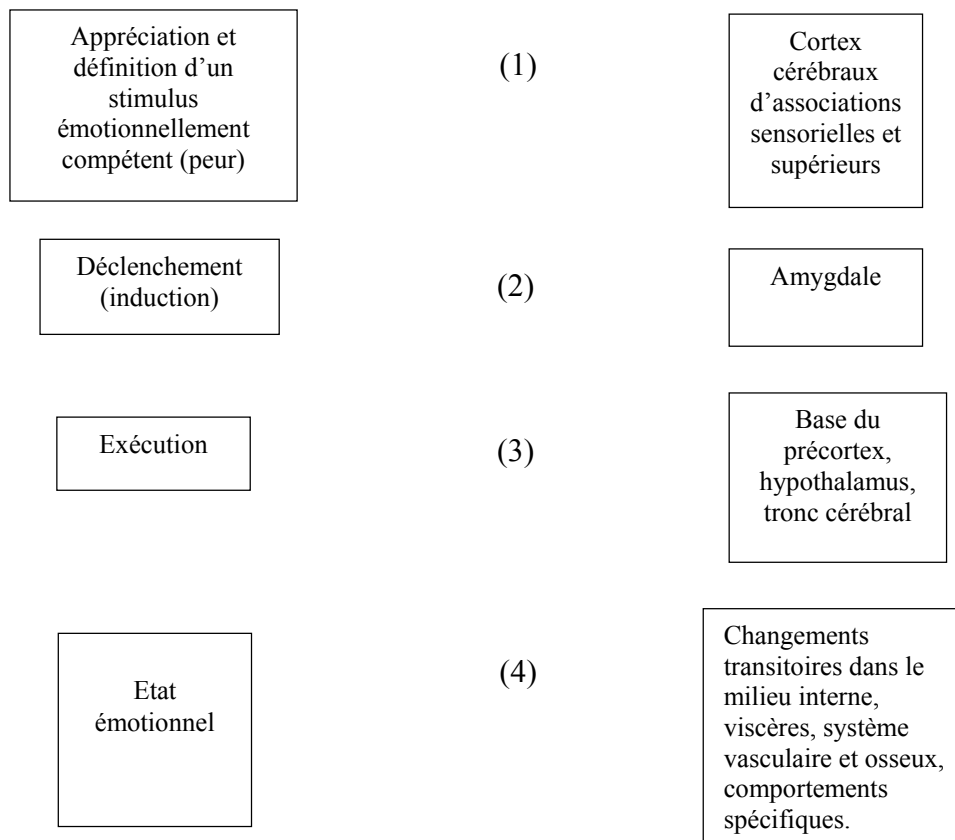 Appréciation et
définition d’un
stimulus
émotionnellement
compétent (peur)
(1)
Cortex
cérébraux
d’associations
sensorielles et
supérieurs
Déclenchement
(induction)
(2)
Amygdale
Exécution
(3)
Base du
précortex,
hypothalamus,
tronc cérébral
Etat
émotionnel
(4)
Changements
transitoires dans le
milieu interne,
viscères, système
vasculaire et osseux,
comportements
spécifiques.